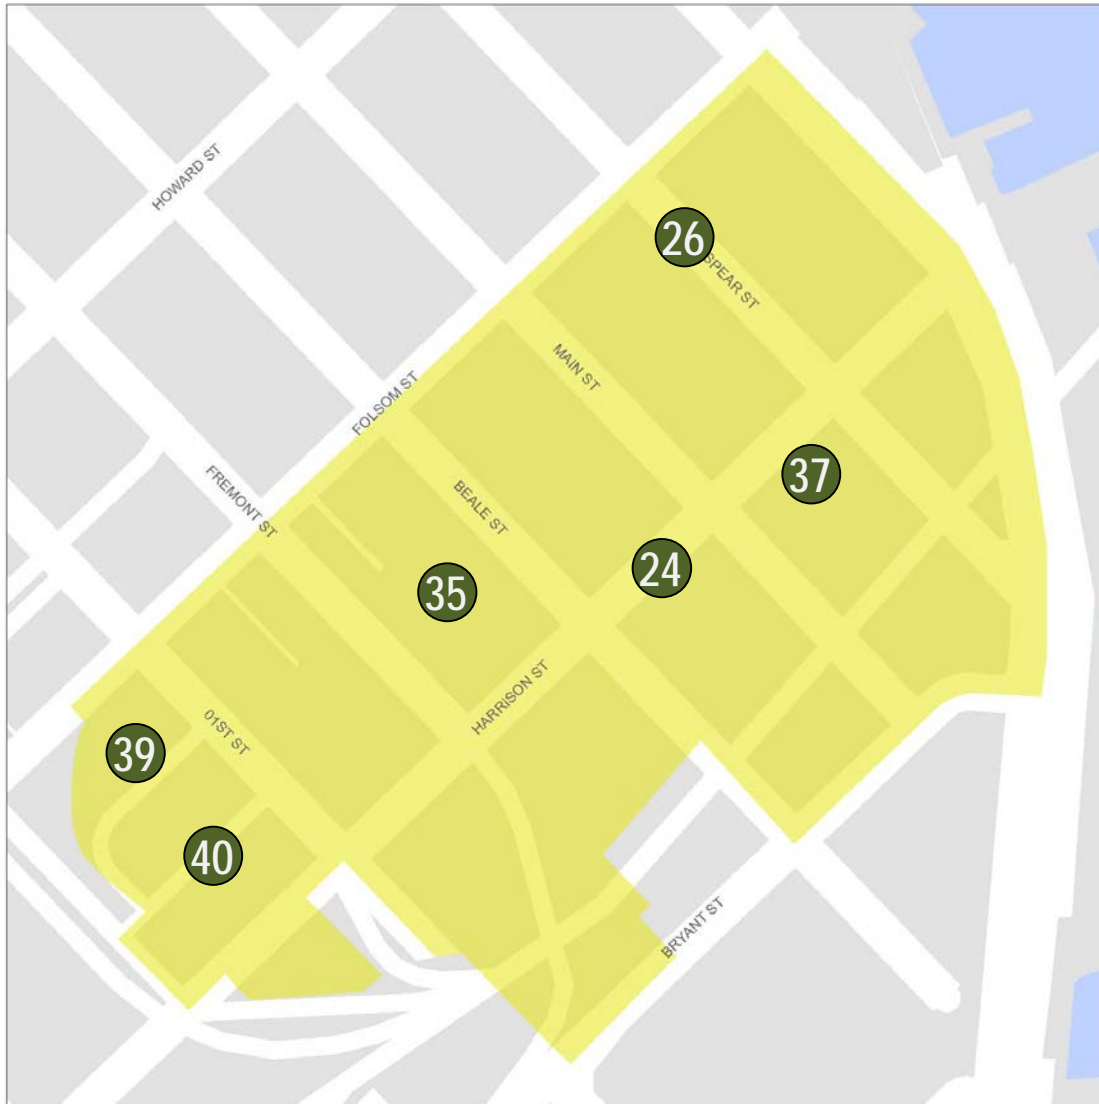 HOWARD ST
26
SPEAR ST
MAIN ST
FOLSOM ST
FREMONT ST
BEALE ST
37
24
35
HARRISON ST
01ST ST
39
40
BRYANT ST